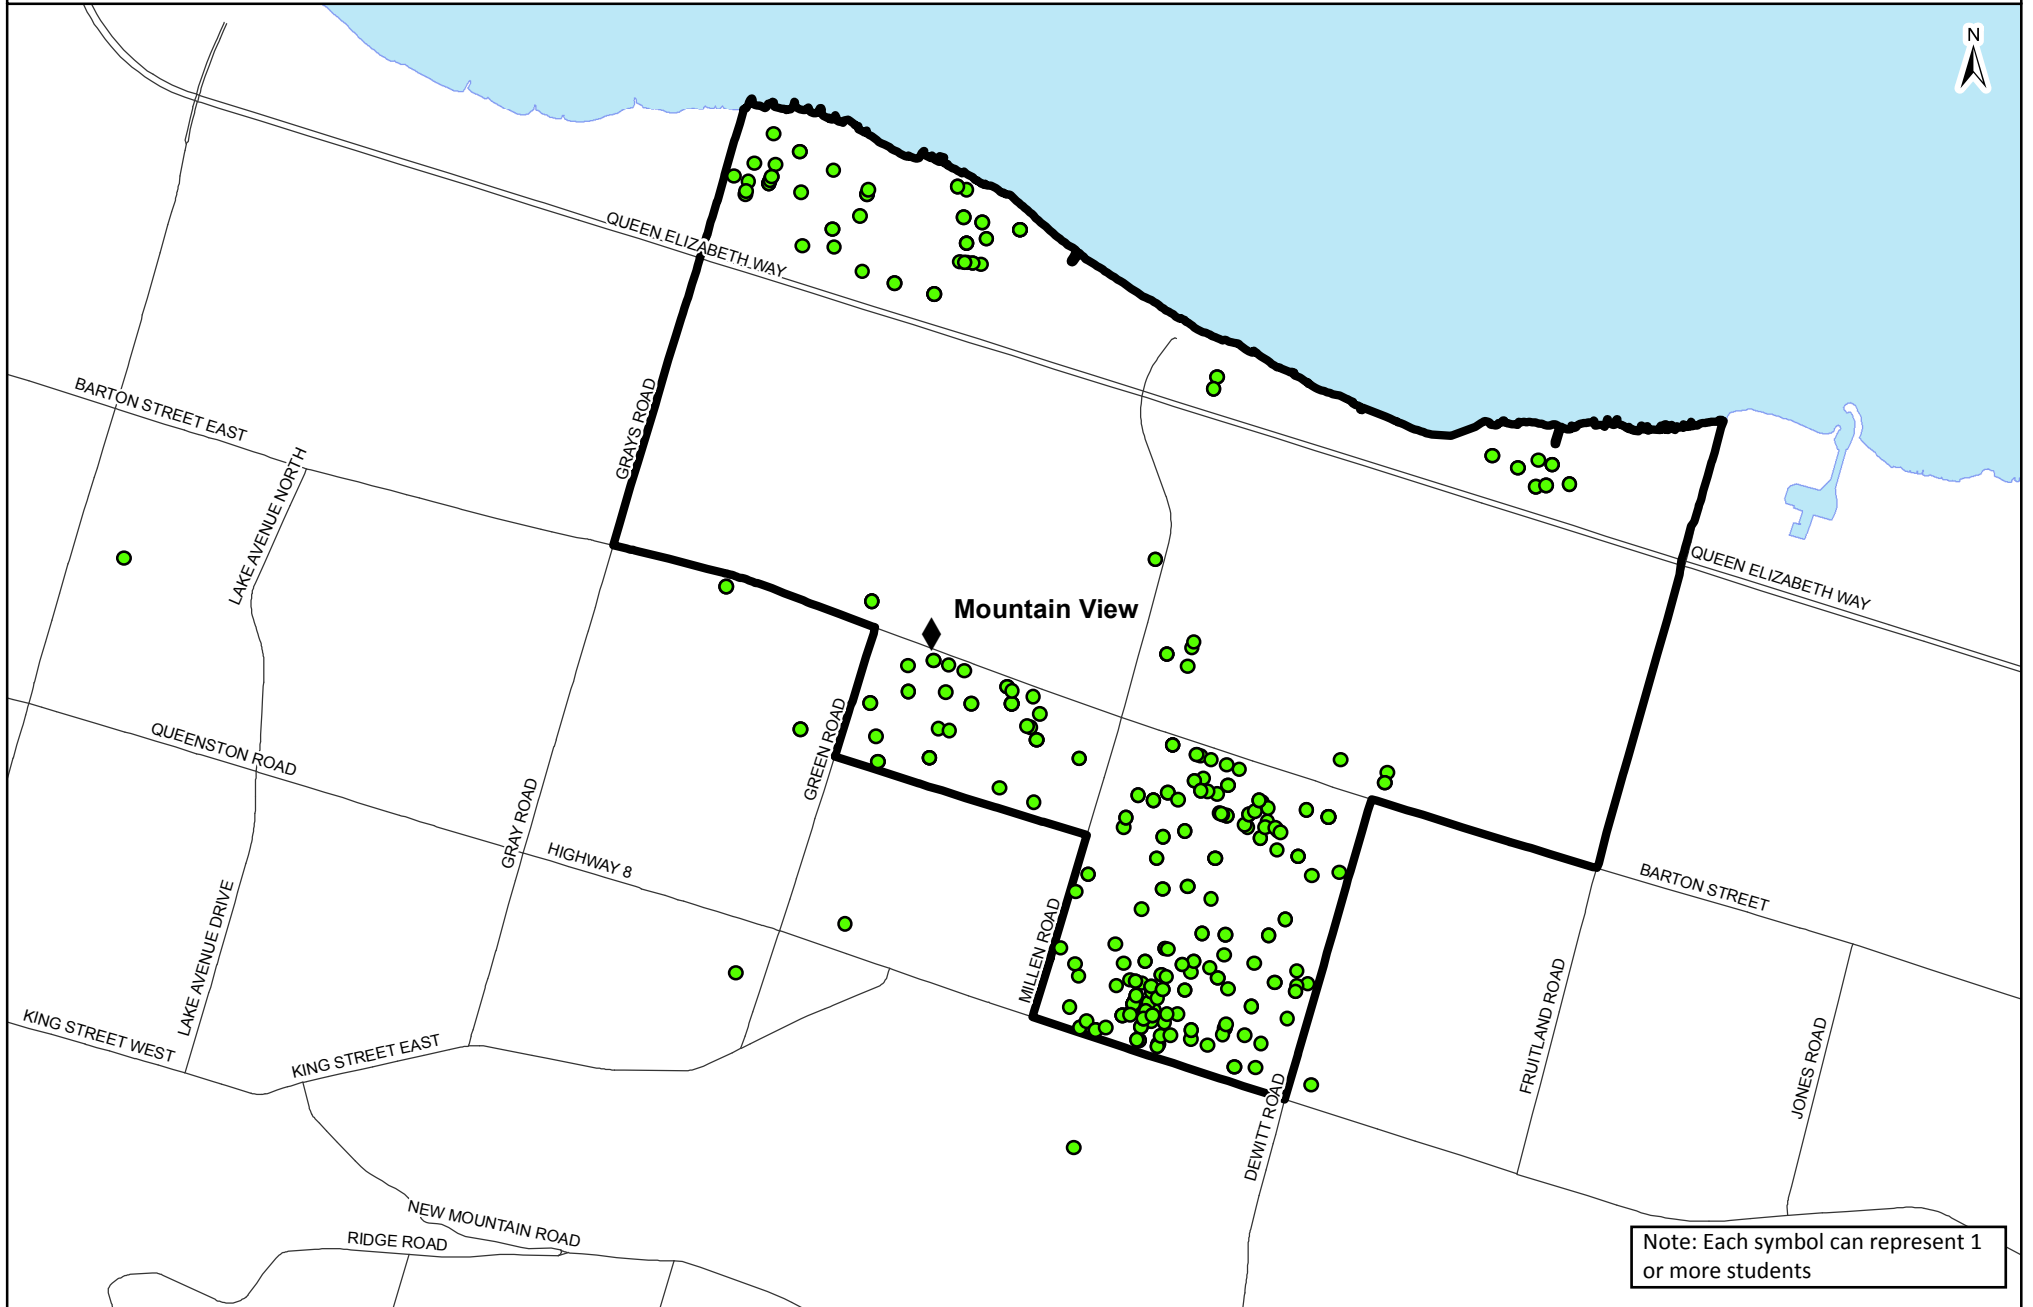 N
QUEEN ELIZABETH WAY
BARTON STREET EAST
GRAYS ROAD
LAKE AVENUE NORTH
QUEEN ELIZABETH WAY
Mountain View
QUEENSTON ROAD
GREEN ROAD
GRAY ROAD
HIGHWAY 8
BARTON STREET
LAKE AVENUE DRIVE
MILLEN ROAD
FRUITLAND ROAD
JONES ROAD
KING STREET WEST
KING STREET EAST
DEWITT ROAD
NEW MOUNTAIN ROAD
RIDGE ROAD
Note: Each symbol can represent 1
or more students